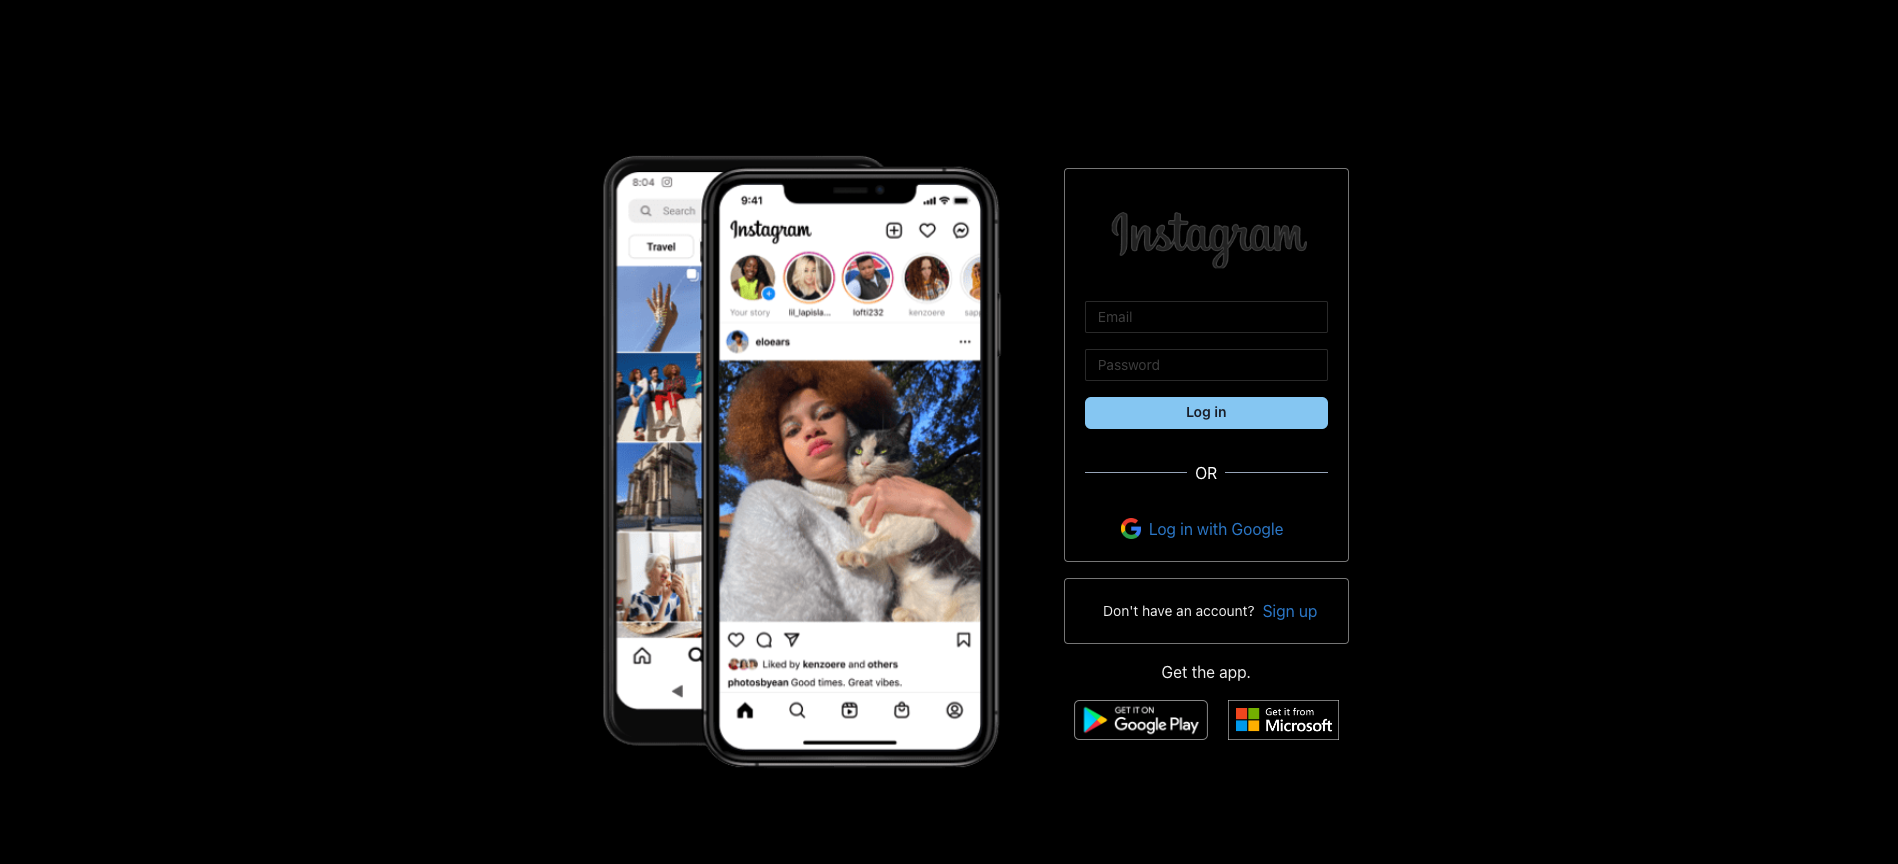 8:04
Search
Travel
9:41
Instagram
Your story
lil_lapisla...
lofti232
kenzoere
sapp
eloears
Liked by kenzoere and others
photosbyean Good times. Great vibes.
Instagram
Email
Password
Log in
OR
Log in with Google
Don't have an account? Sign up
Get the app.
GET IT ON
Google Play
Get it from
Microsoft